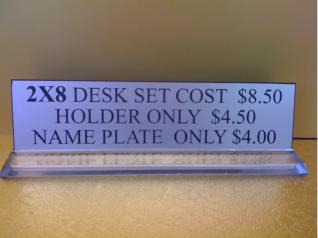 2X8 DESK SET COST $8.50
HOLDER ONLY $4.50
NAME PLATE ONLY $4.00